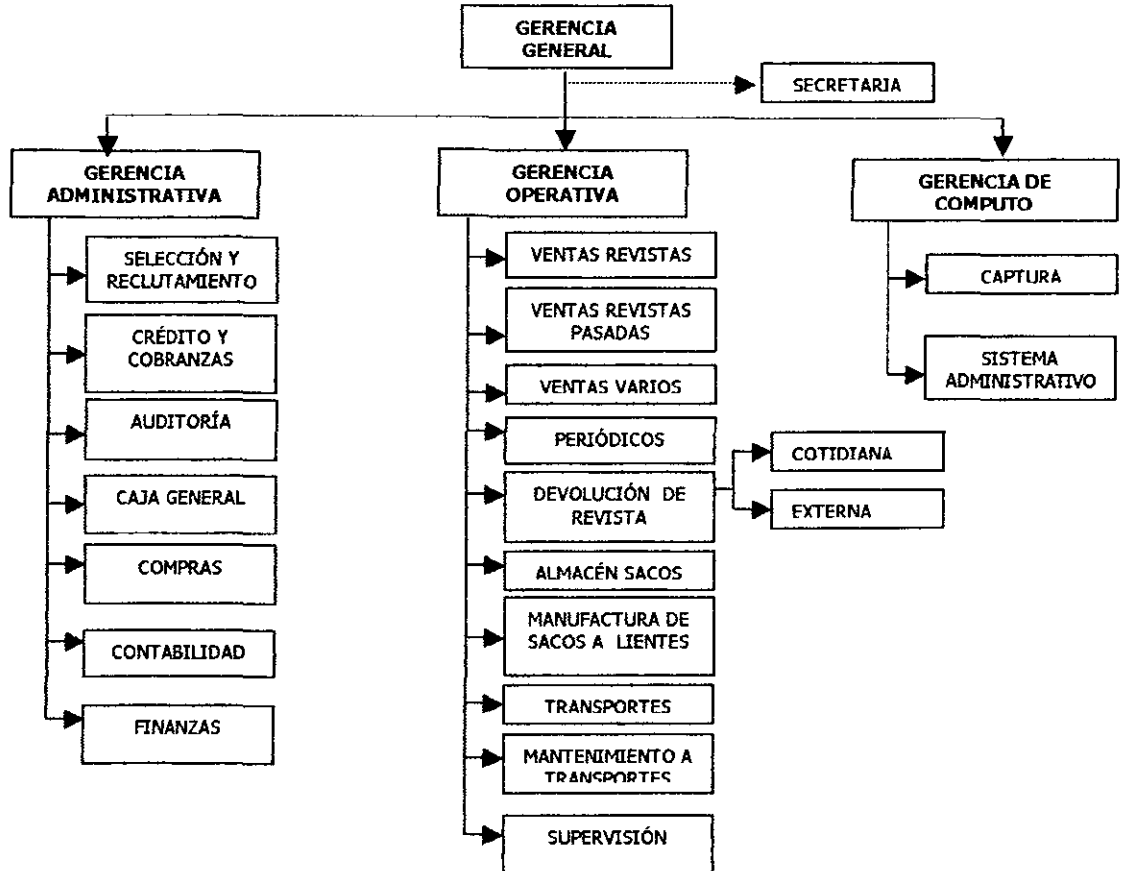 GERENCIA
GENERAL
SECRETARIA
GERENCIA
ADMINISTRATIVA
GERENCIA
OPERATIVA
GERENCIA DE
COMPUTO
SELECCIÓN Y
RECLUTAMIENTO
CRÉDITO Y
COBRANZAS
AUDITORÍA
CAJA GENERAL
COMPRAS
CONTABILIDAD
FINANZAS
VENTAS REVISTAS
VENTAS REVISTAS
PASADAS
VENTAS VARIOS
PERIÓDICOS
DEVOLUCIÓN DE
REVISTA
COTIDIANA
EXTERNA
ALMACÉN SACOS
MANUFACTURA DE
SACOS A LIENTES
TRANSPORTES
MANTENIMIENTO A
TRANSPORTES
SUPERVISIÓN
CAPTURA
SISTEMA
ADMINISTRATIVO